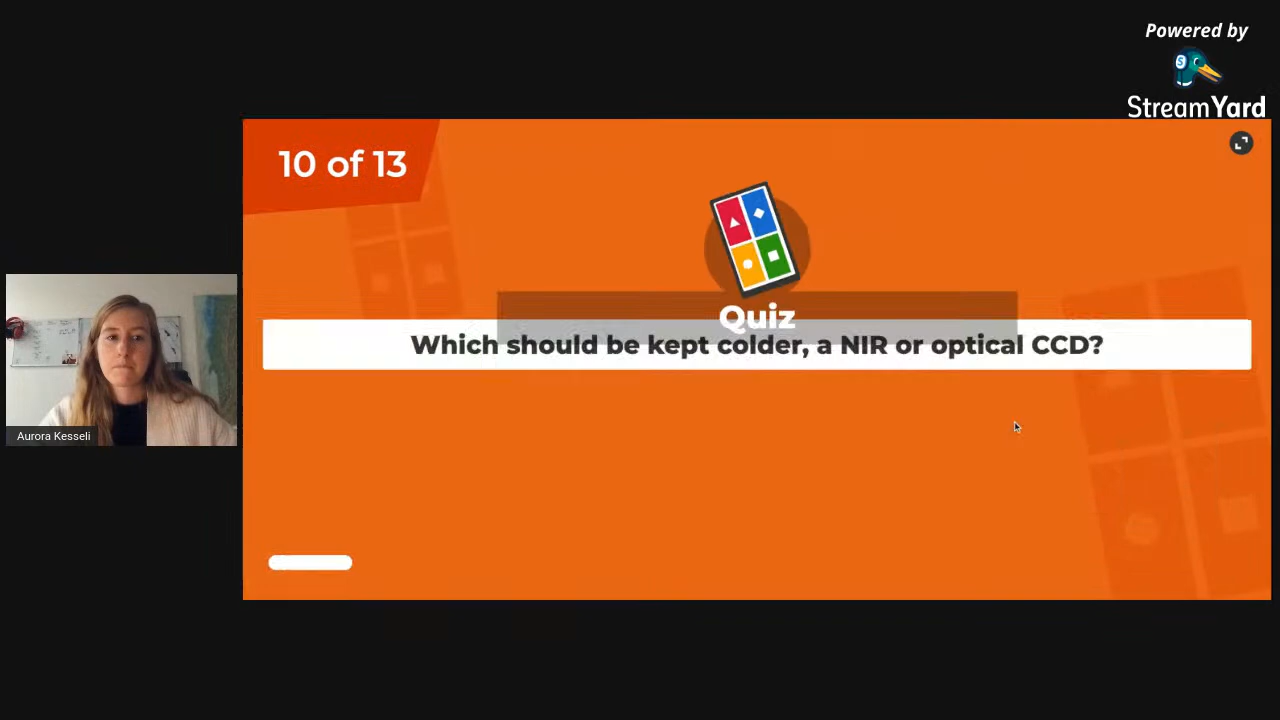 Powered by
StreamYard
10 of 13
Quiz
Which should be kept colder, a NIR or optical CCD?
Aurora Kesseli